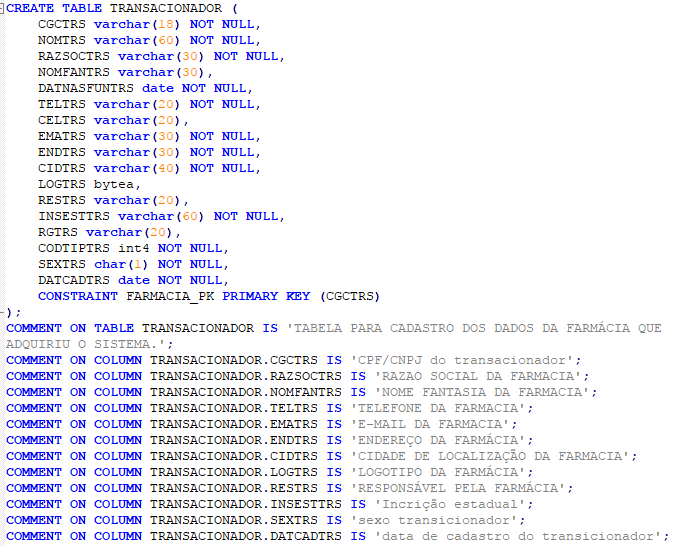 CREATE TABLE TRANSACIONADOR (
CGCTRS varchar(18) NOT NULL,
NOMTRS varchar(60) NOT NULL,
RAZSOCTRS varchar(30) NOT NULL,
NOMFANTRS varchar(30),
DATNASFUNTRS date NOT NULL,
TELTRS varchar(20) NOT NULL,
CELTRS varchar(20),
EMATRS varchar(30) NOT NULL,
ENDTRS varchar(30) NOT NULL,
CIDTRS varchar(40) NOT NULL,
LOGTRS bytea,
RESTRS varchar(20),
INSESTTRS varchar(60) NOT NULL,
RGTRS varchar(20),
CODTIPTRS int4 NOT NULL,
SEXTRS char(1) NOT NULL,
DATCADTRS date NOT NULL,
CONSTRAINT FARMACIA_PK PRIMARY KEY (CGCTRS)
);
COMMENT ON TABLE TRANSACIONADOR IS 'TABELA PARA CADASTRO DOS DADOS DA FARMÁCIA QUE
ADQUIRIU O SISTEMA.';
COMMENT ON COLUMN TRANSACIONADOR.CGCTRS IS 'CPF/CNPJ do transacionador';
COMMENT ON COLUMN TRANSACIONADOR.RAZSOCTRS IS 'RAZAO SOCIAL DA FARMACIA';
COMMENT ON COLUMN TRANSACIONADOR.NOMFANTRS IS 'NOME FANTASIA DA FARMACIA';
COMMENT ON COLUMN TRANSACIONADOR.TELTRS IS 'TELEFONE DA FARMACIA';
COMMENT ON COLUMN TRANSACIONADOR.EMATRS IS 'E-MAIL DA FARMACIA';
COMMENT ON COLUMN TRANSACIONADOR.ENDTRS IS 'ENDEREÇO DA FARMÁCIA';
COMMENT ON COLUMN TRANSACIONADOR.CIDTRS IS 'CIDADE DE LOCALIZAÇÃO DA FARMACIA';
COMMENT ON COLUMN TRANSACIONADOR.LOGTRS IS 'LOGOTIPO DA FARMÁCIA';
COMMENT ON COLUMN TRANSACIONADOR.RESTRS IS 'RESPONSÁVEL PELA FARMÁCIA';
COMMENT ON COLUMN TRANSACIONADOR.INSESTTRS IS 'Incrição estadual';
COMMENT ON COLUMN TRANSACIONADOR.SEXTRS IS 'sexo transicionador';
COMMENT ON COLUMN TRANSACIONADOR.DATCADTRS IS 'data de cadastro do transicionador';